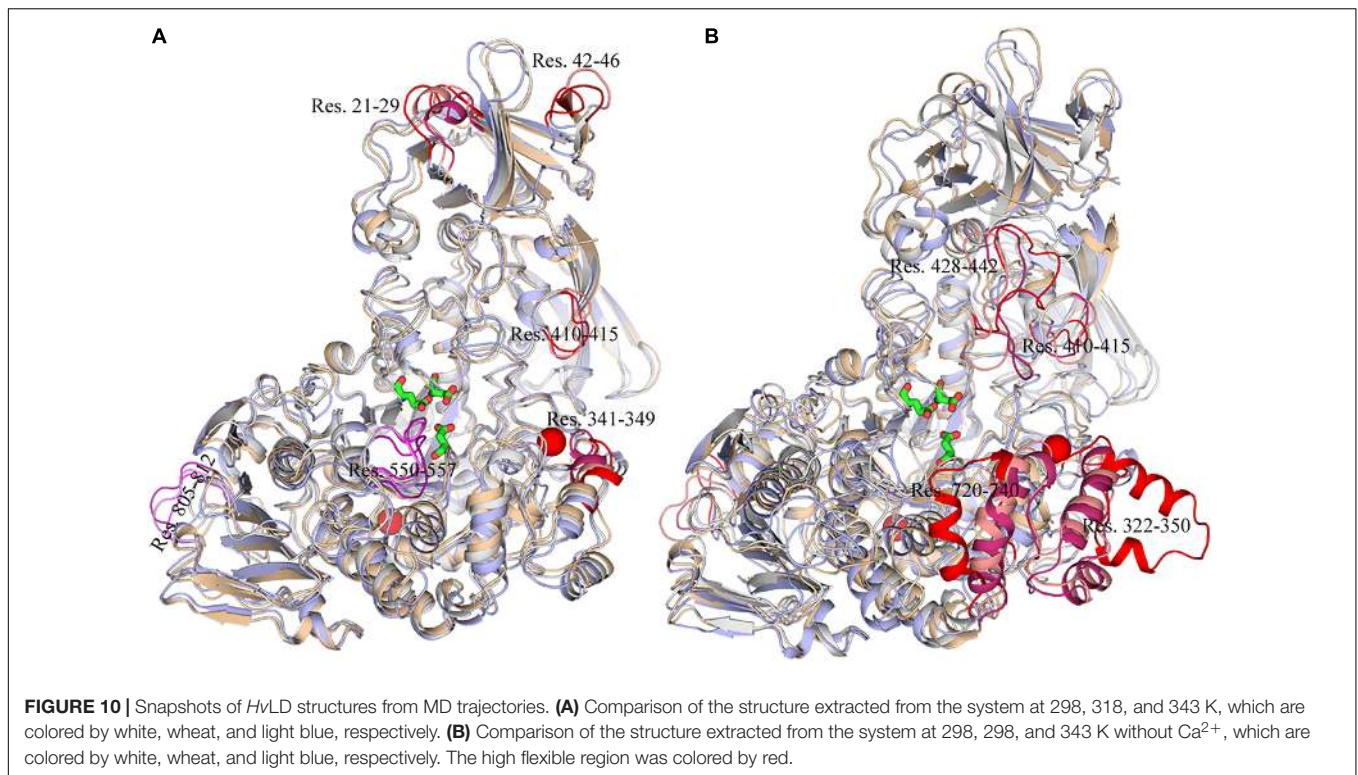 A
B
Res. 42-46
Res. 21-29
Res. 428-442
Res. 410-415
Res. 410-415
Res. 341-349
Res. 550-557
Res. 805-812
Res. 720-740
Res. 322-350
FIGURE 10 | Snapshots of HvLD structures from MD trajectories. (A) Comparison of the structure extracted from the system at 298, 318, and 343 K, which are
colored by white, wheat, and light blue, respectively. (B) Comparison of the structure extracted from the system at 298, 298, and 343 K without Ca2+, which are
colored by white, wheat, and light blue, respectively. The high flexible region was colored by red.